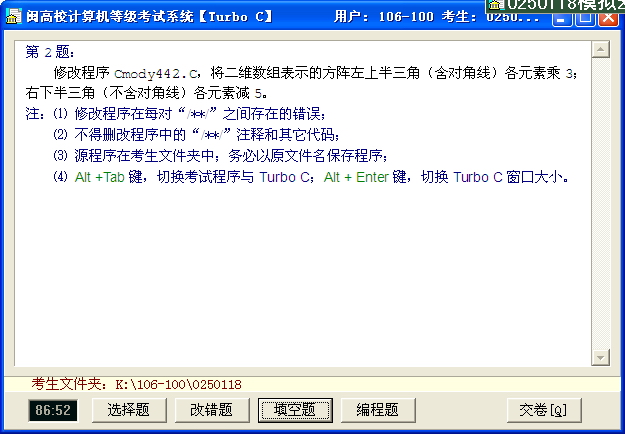 0250118模拟
闽高校计算机等级考试系统【Turbo C】 用户: 106-100 考生: 0250...
第 2 题:
修改程序 Cmody442.C, 将二维数组表示的方阵左上半三角（含对角线）各元素乘 3;
右下半三角（不含对角线）各元素减 5。
注: ⑴ 修改程序在每对“/**/”之间存在的错误;
⑵ 不得删改程序中的“/**/”注释和其它代码;
⑶ 源程序在考生文件夹中; 务必以原文件名保存程序;
⑷ Alt +Tab 键, 切换考试程序与 Turbo C; Alt + Enter 键, 切换 Turbo C 窗口大小。
考生文件夹: K:\106-100\0250118
86:52 选择题 改错题 填空题 编程题 交卷[Q]